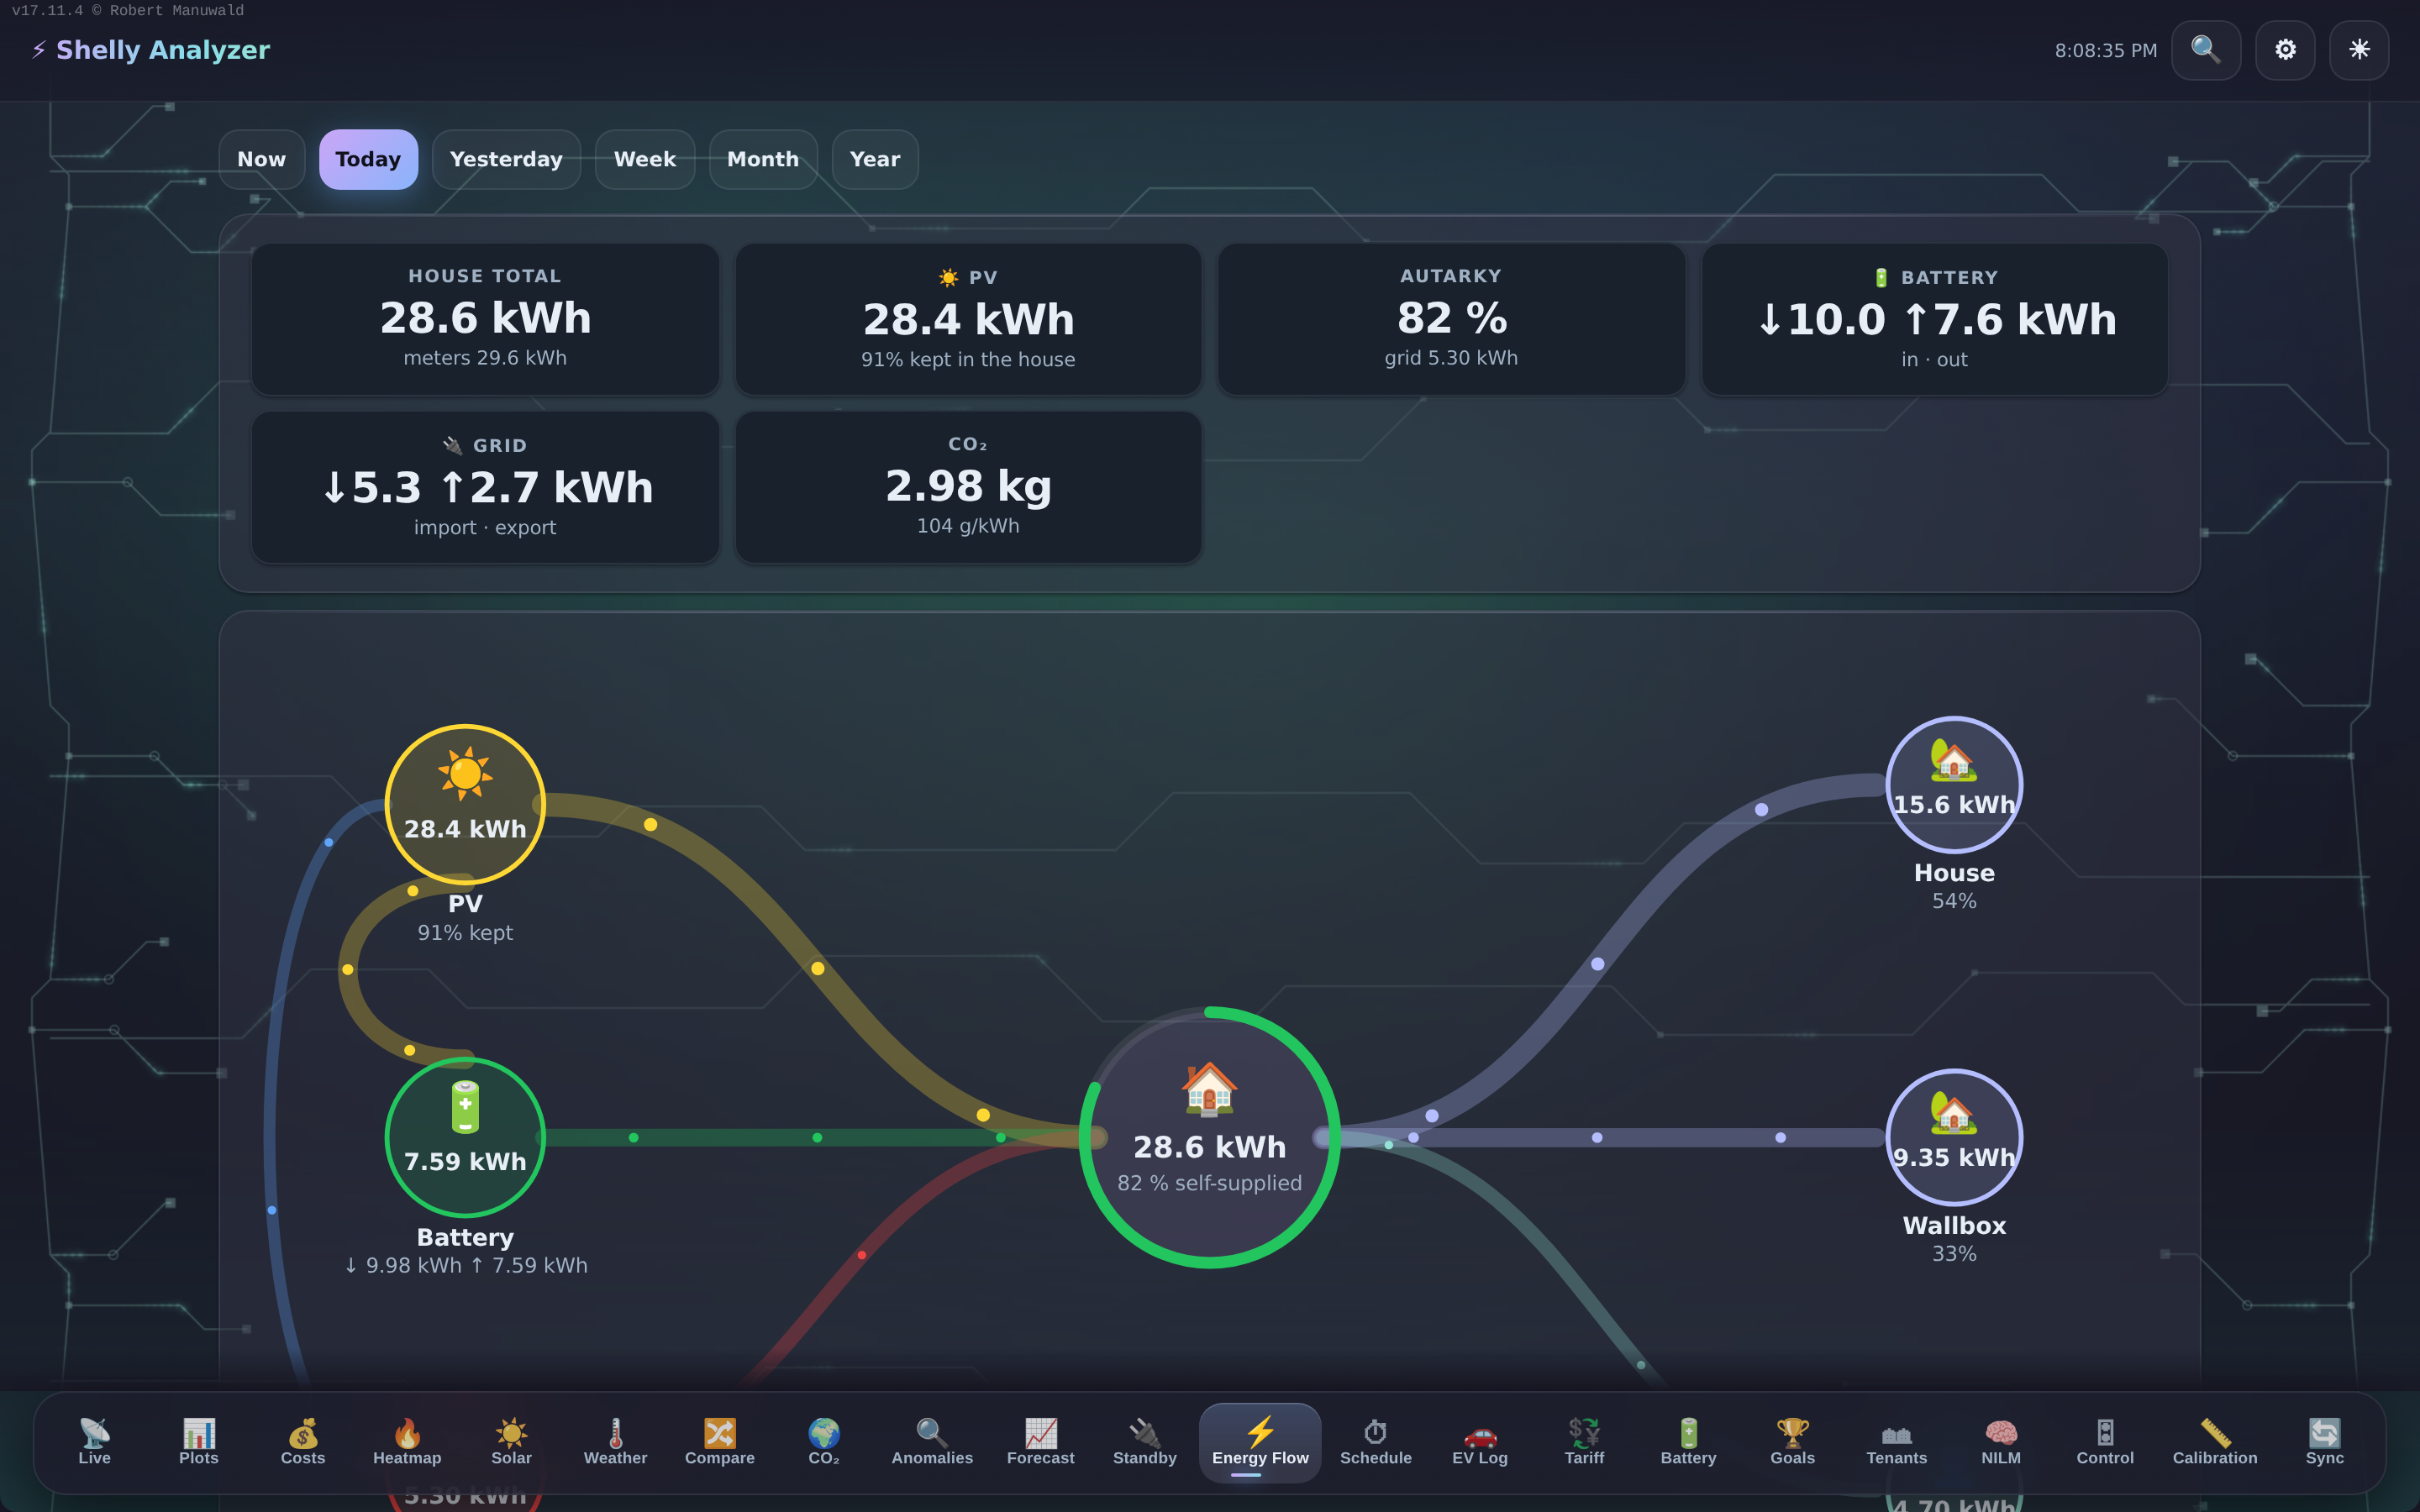 v17.11.4 © Robert Manuwald
⚡ Shelly Analyzer
8:08:35 PM
Now
Today
Yesterday
Week
Month
Year
HOUSE TOTAL
28.6 kWh
meters 29.6 kWh
PV
28.4 kWh
91% kept in the house
AUTARKY
82 %
grid 5.30 kWh
BATTERY
↓10.0 ↑7.6 kWh
in · out
GRID
↓5.3 ↑2.7 kWh
import · export
CO₂
2.98 kg
104 g/kWh
28.4 kWh
PV
91% kept
15.6 kWh
House
54%
7.59 kWh
Battery
↓ 9.98 kWh ↑ 7.59 kWh
28.6 kWh
82 % self-supplied
9.35 kWh
Wallbox
33%
Live
Plots
Costs
Heatmap
Solar
Weather
Compare
CO₂
Anomalies
Forecast
Standby
Energy Flow
Schedule
EV Log
Tariff
Battery
Goals
Tenants
NILM
Control
Calibration
Sync
5.30 kWh
4.70 kWh